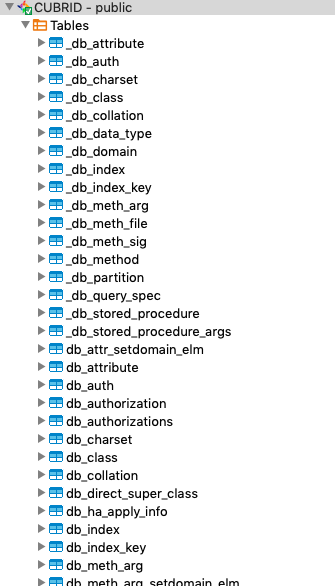 CUBRID - public
Tables
_db_attribute
_db_auth
_db_charset
_db_class
_db_collation
_db_data_type
_db_domain
_db_index
_db_index_key
_db_meth_arg
_db_meth_file
_db_meth_sig
_db_method
_db_partition
_db_query_spec
_db_stored_procedure
_db_stored_procedure_args
db_attr_setdomain_elm
db_attribute
db_auth
db_authorization
db_authorizations
db_charset
db_class
db_collation
db_direct_super_class
db_ha_apply_info
db_index
db_index_key
db_meth_arg
db_meth_arg_setdomain_elm